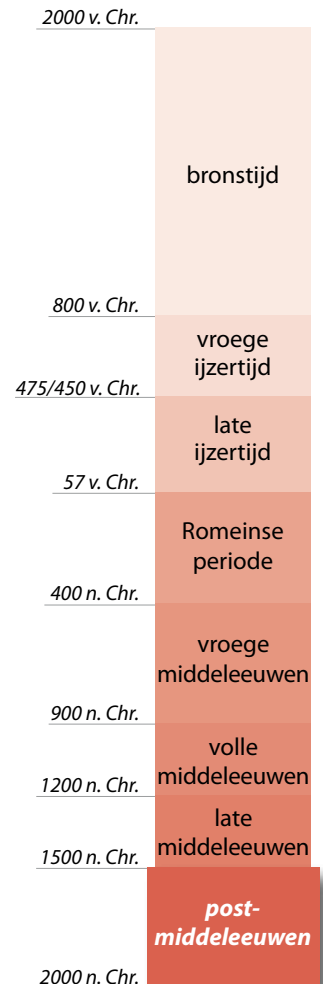 2000 v. Chr.
bronstijd
800 v. Chr.
vroege
ijzertijd
475/450 v. Chr.
late
ijzertijd
57 v. Chr.
Romeinse
periode
400 n. Chr.
vroege
middeleeuwen
900 n. Chr.
volle
middeleeuwen
1200 n. Chr.
late
middeleeuwen
1500 n. Chr.
post-
middeleeuwen
2000 n. Chr.